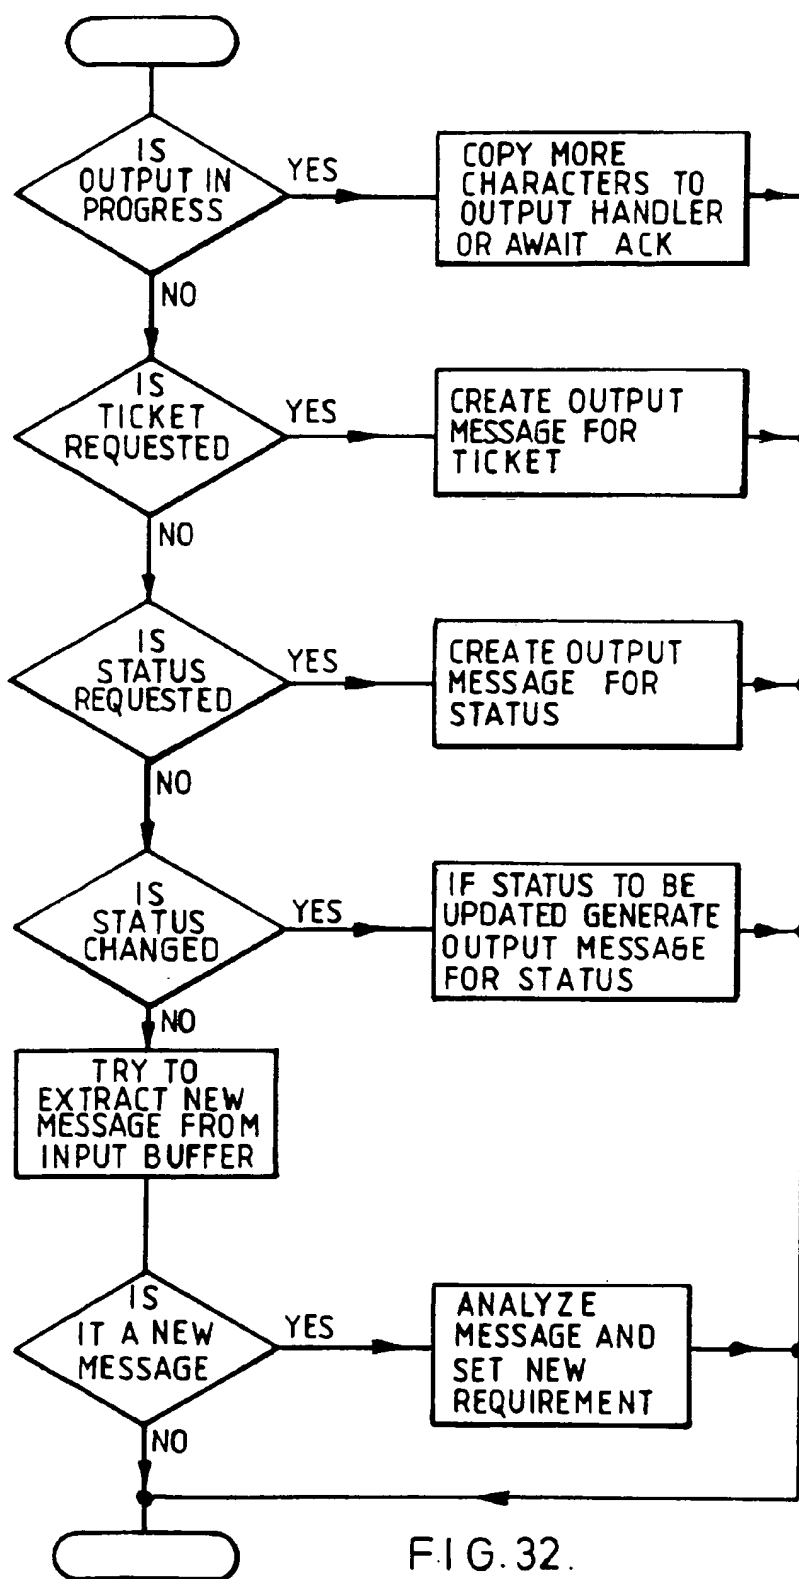 IS
OUTPUT IN
PROGRESS
YES
COPY MORE
CHARACTERS TO
OUTPUT HANDLER
OR AWAIT ACK
NO
IS
TICKET
REQUESTED
YES
CREATE OUTPUT
MESSAGE FOR
TICKET
NO
IS
STATUS
REQUESTED
YES
CREATE OUTPUT
MESSAGE FOR
STATUS
NO
IS
STATUS
CHANGED
YES
IF STATUS TO BE
UPDATED GENERATE
OUTPUT MESSAGE
FOR STATUS
NO
TRY TO
EXTRACT NEW
MESSAGE FROM
INPUT BUFFER
IS
IT A NEW
MESSAGE
YES
ANALYZE
MESSAGE AND
SET NEW
REQUIREMENT
NO
FIG. 32.